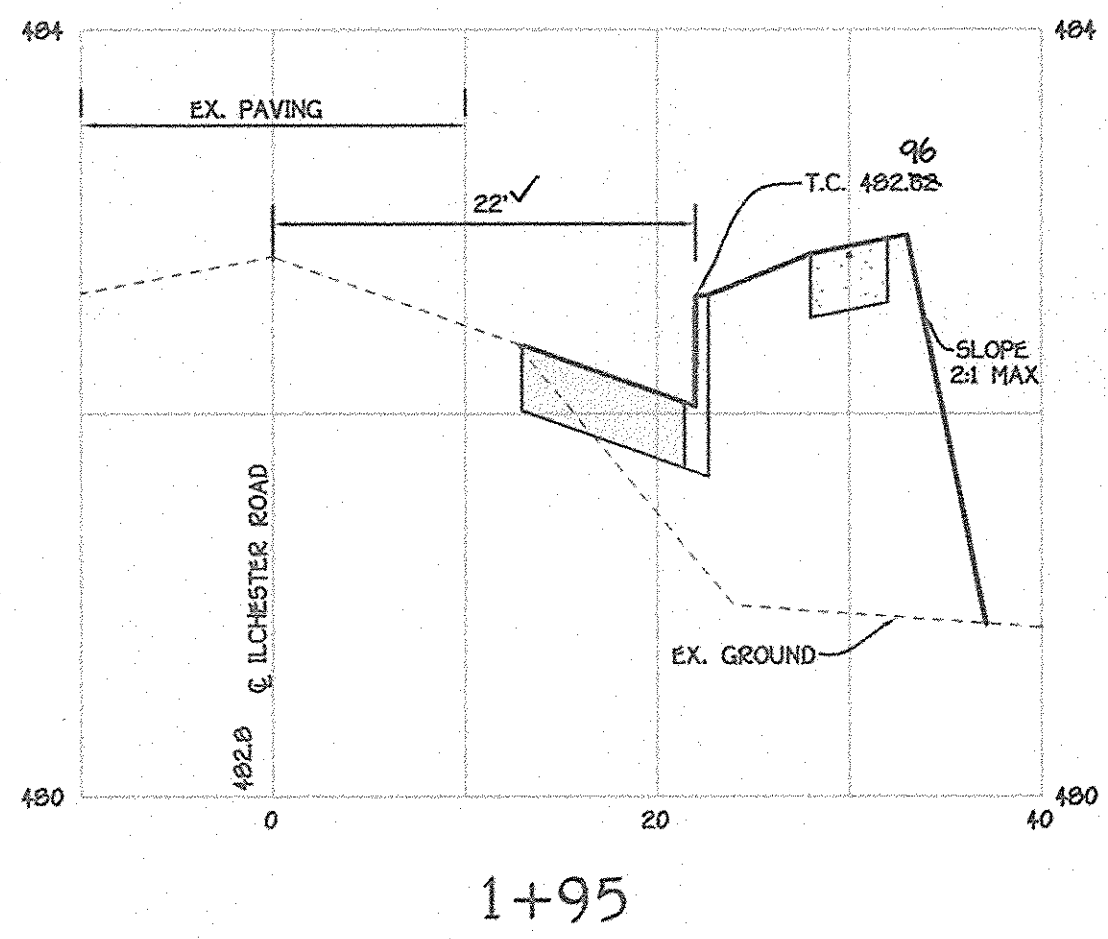 484
484
EX. PAVING
96
T.C. 482.62
22' ✓
SLOPE
2:1 MAX
EX. GROUND
482.8 ℄ ILCHESTER ROAD
480
480
0
20
40
1+95